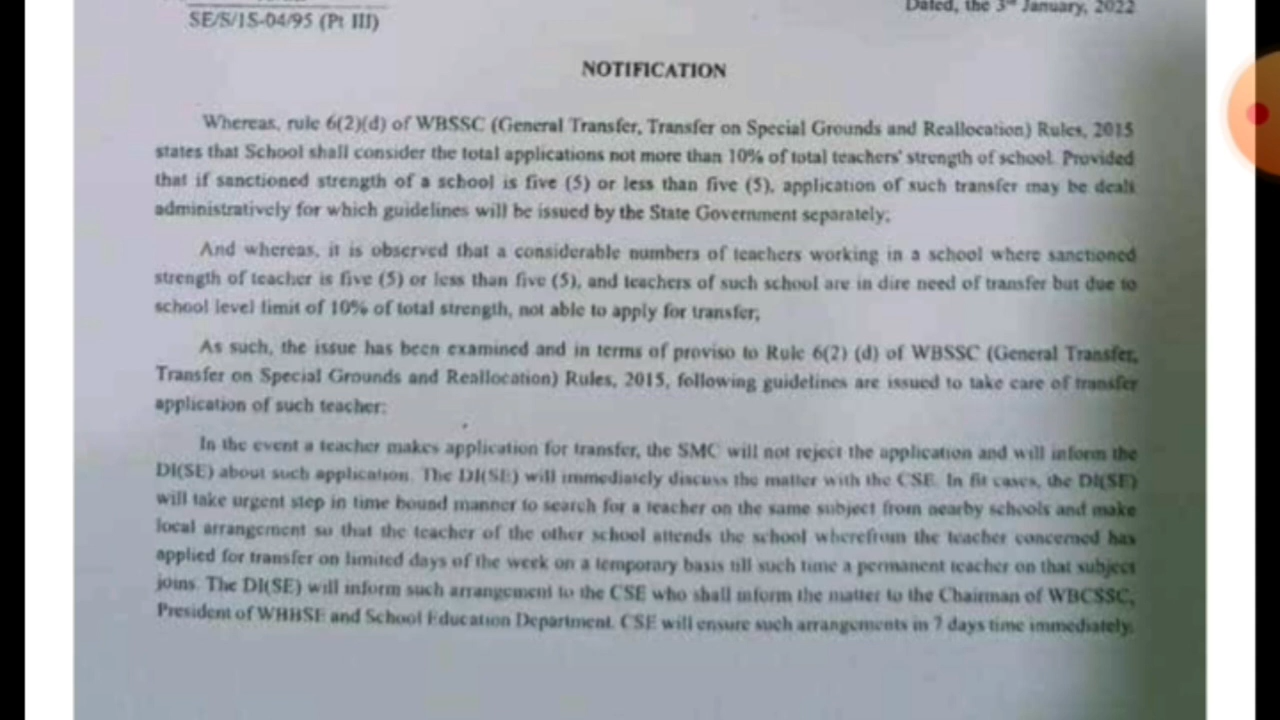 SE/S/1S-04/95 (Pt III)
Dated, the 3rd January, 2022
NOTIFICATION
Whereas, rule 6(2)(d) of WBSSC (General Transfer, Transfer on Special Grounds and Reallocation) Rules, 2015
states that School shall consider the total applications not more than 10% of total teachers' strength of school. Provided
that if sanctioned strength of a school is five (5) or less than five (5), application of such transfer may be dealt
administratively for which guidelines will be issued by the State Government separately;
And whereas, it is observed that a considerable numbers of teachers working in a school where sanctioned
strength of teacher is five (5) or less than five (5), and teachers of such school are in dire need of transfer but due to
school level limit of 10% of total strength, not able to apply for transfer;
As such, the issue has been examined and in terms of proviso to Rule 6(2) (d) of WBSSC (General Transfer,
Transfer on Special Grounds and Reallocation) Rules, 2015, following guidelines are issued to take care of transfer
application of such teacher:
In the event a teacher makes application for transfer, the SMC will not reject the application and will inform the
DI(SE) about such application. The DI(SE) will immediately discuss the matter with the CSE. In fit cases, the DI(SE)
will take urgent step in time bound manner to search for a teacher on the same subject from nearby schools and make
local arrangement so that the teacher of the other school attends the school wherefrom the teacher concerned has
applied for transfer on limited days of the week on a temporary basis till such time a permanent teacher on that subject
joins. The DI(SE) will inform such arrangement to the CSE who shall inform the matter to the Chairman of WBCSSC,
President of WBBSE and School Education Department. CSE will ensure such arrangements in 7 days time immediately.